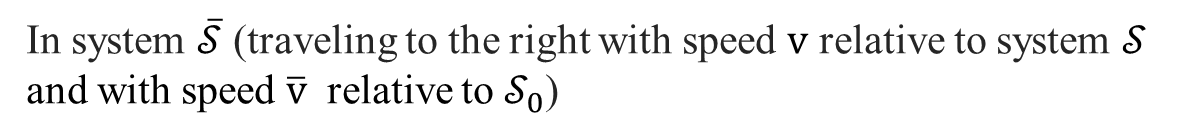 In system 𝒮̄ (traveling to the right with speed v relative to system 𝒮
and with speed v̄ relative to 𝒮₀)